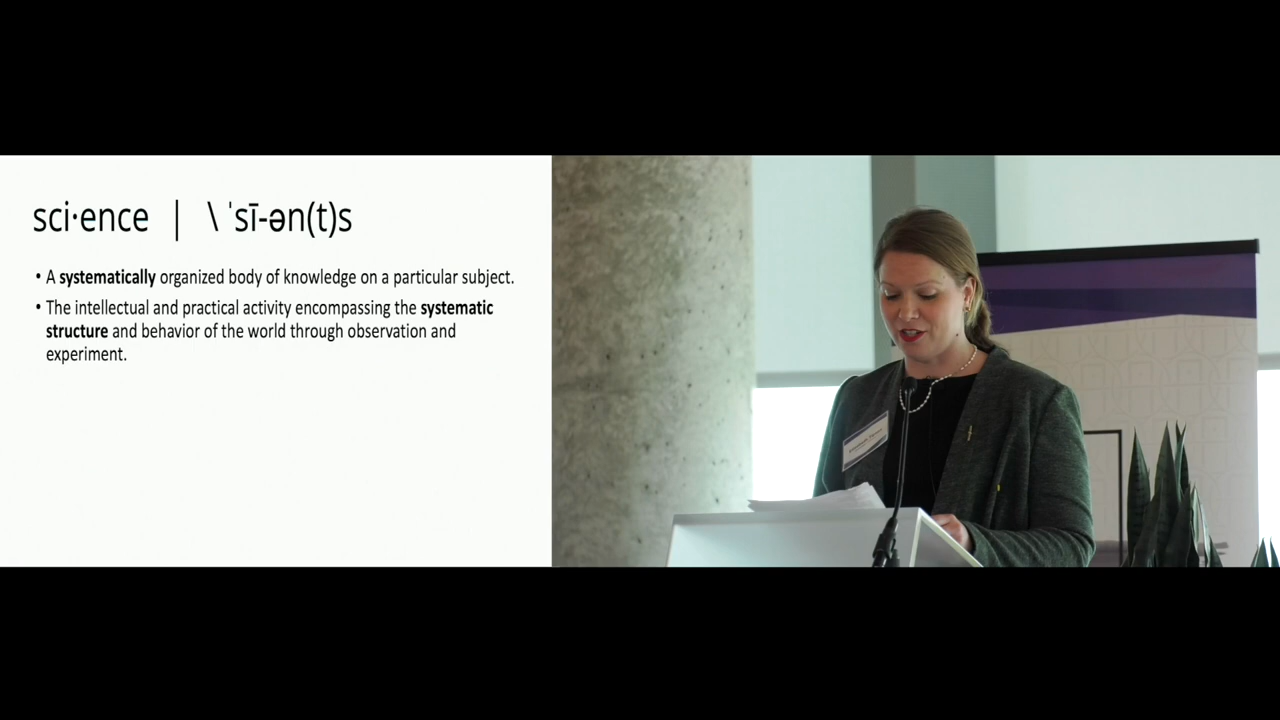 sci·ence | \ ˈsī-ən(t)s
• A systematically organized body of knowledge on a particular subject.
• The intellectual and practical activity encompassing the systematic
structure and behavior of the world through observation and
experiment.